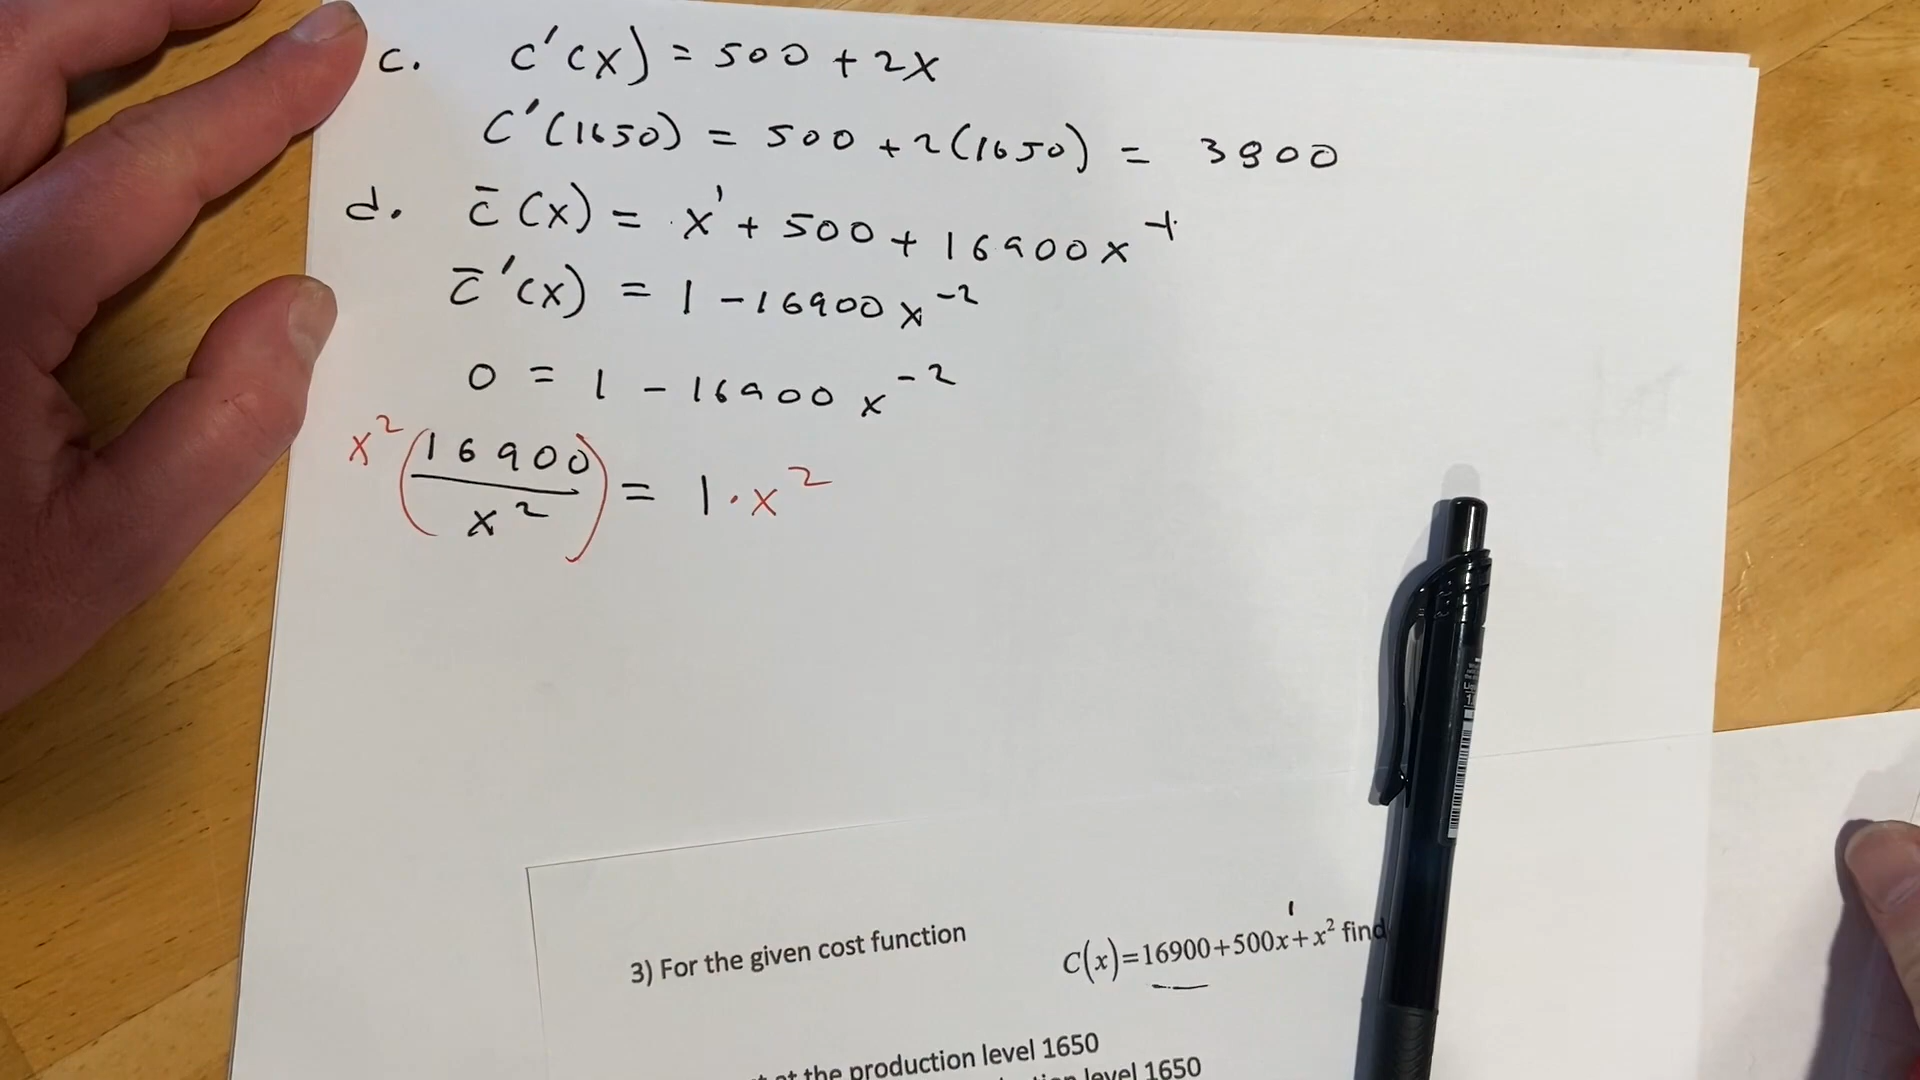 c. C'(x) = 500 + 2x
C'(1650) = 500 + 2(1650) = 3800
d. C̄(x) = x¹ + 500 + 16900x⁻¹
C̄'(x) = 1 - 16900x⁻²
0 = 1 - 16900x⁻²
x²(16900/x²) = 1·x²
3) For the given cost function C(x)=16900+500x+x² find
at the production level 1650
level 1650